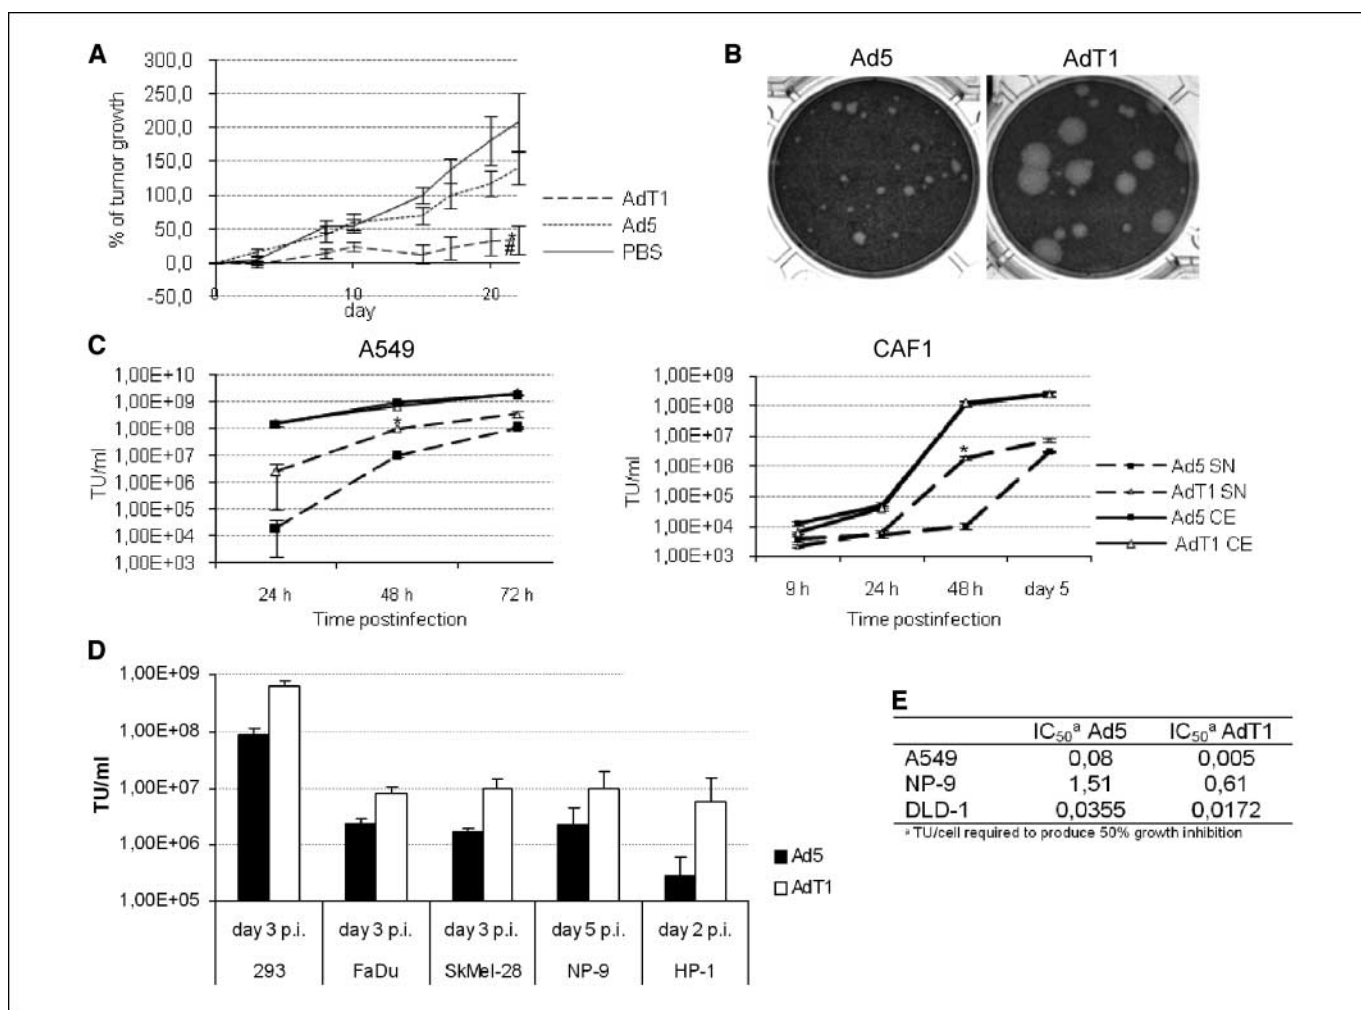 A
300,0
250,0
200,0
150,0
100,0
50,0
0,0
-50,0
% of tumor growth
0
10
20
day
*
#
AdT1
Ad5
PBS
B
Ad5
AdT1
C
A549
1,00E+10
1,00E+09
1,00E+08
1,00E+07
1,00E+06
1,00E+05
1,00E+04
1,00E+03
TU/ml
*
24 h
48 h
72 h
Time postinfection
CAF1
1,00E+09
1,00E+08
1,00E+07
1,00E+06
1,00E+05
1,00E+04
1,00E+03
TU/ml
*
9 h
24 h
48 h
day 5
Time postinfection
Ad5 SN
AdT1 SN
Ad5 CE
AdT1 CE
D
1,00E+09
1,00E+08
1,00E+07
1,00E+06
1,00E+05
TU/ml
day 3 p.i.
day 3 p.i.
day 3 p.i.
day 5 p.i.
day 2 p.i.
293
FaDu
SkMel-28
NP-9
HP-1
Ad5
AdT1
E
IC50a Ad5 IC50a AdT1
A549 0,08 0,005
NP-9 1,51 0,61
DLD-1 0,0355 0,0172
a TU/cell required to produce 50% growth inhibition